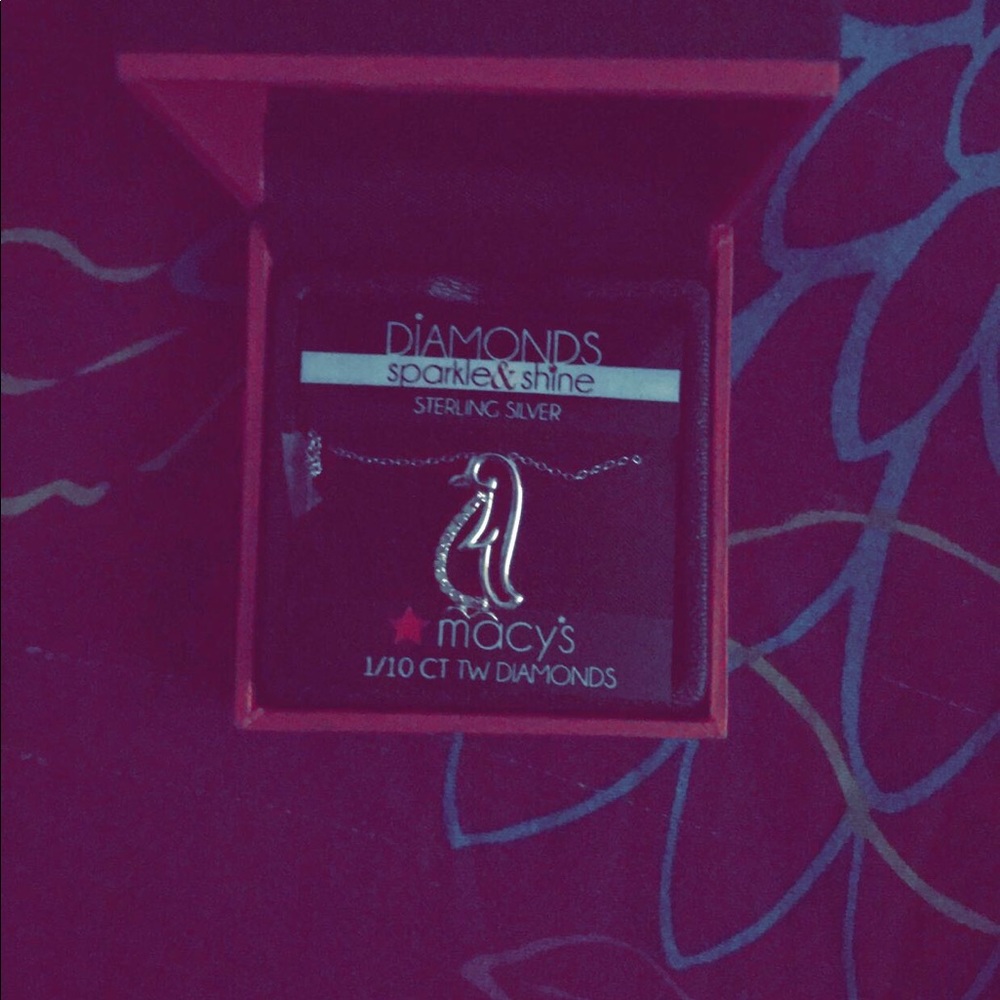 DiAMONDS
sparkle & shine
STERLING SILVER
macy's
1/10 CT TW DIAMONDS